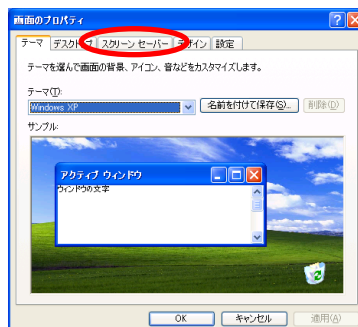 画面のプロパティ
テーマ デスクトップ スクリーン セーバー デザイン 設定
テーマを選んで画面の背景、アイコン、音などをカスタマイズします。
テーマ(T):
Windows XP 名前を付けて保存(S)... 削除(D)
サンプル:
アクティブ ウィンドウ
ウィンドウの文字
OK キャンセル 適用(A)